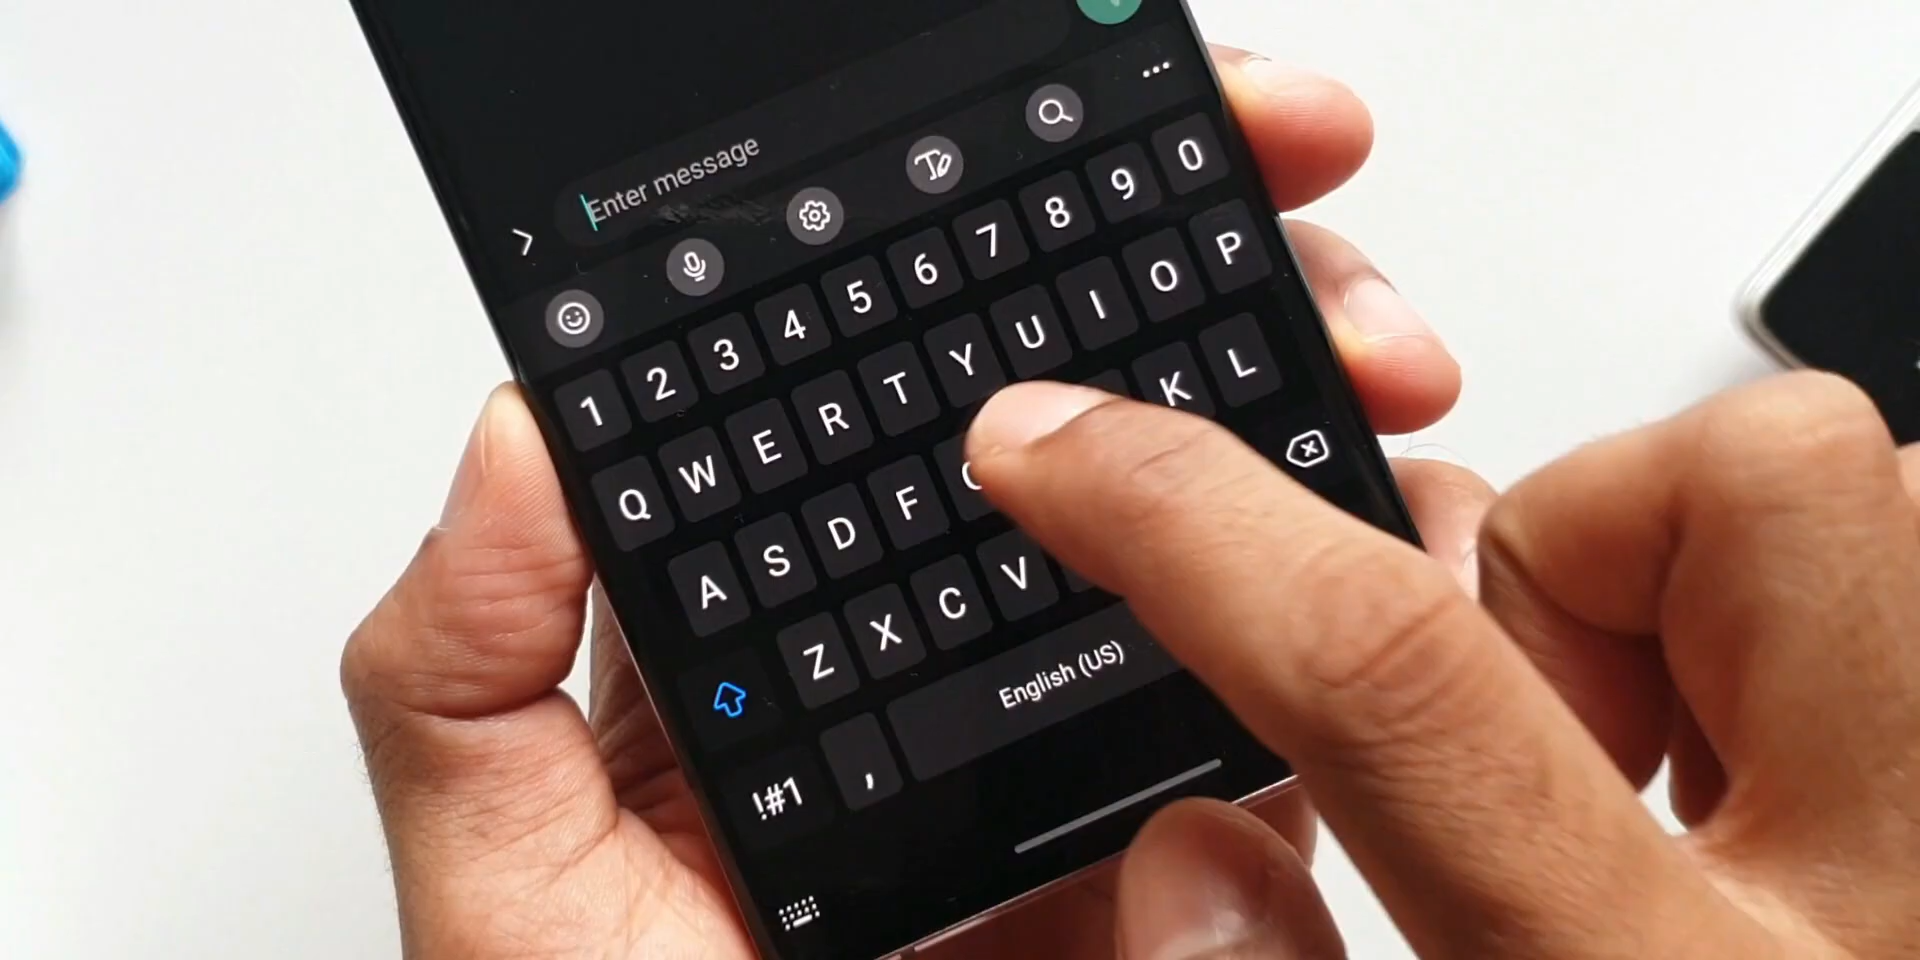 Enter message
1 2 3 4 5 6 7 8 9 0
Q W E R T Y U I O P
A S D F K L
Z X C V
!#1 , English (US)